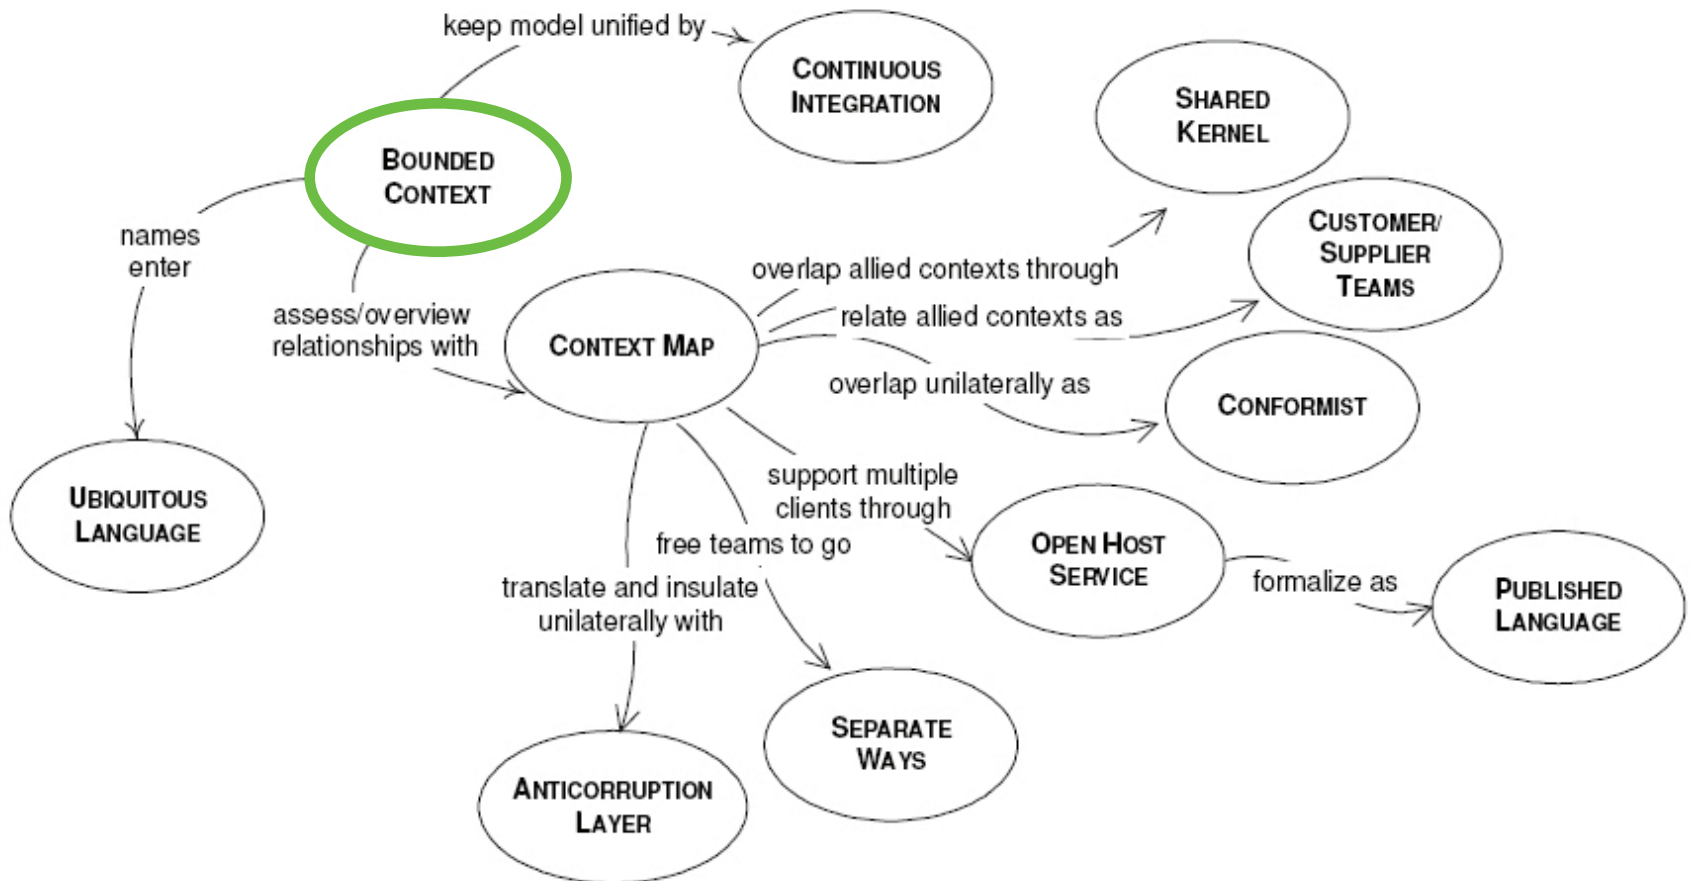 keep model unified by
CONTINUOUS
INTEGRATION
SHARED
KERNEL
BOUNDED
CONTEXT
CUSTOMER/
SUPPLIER
TEAMS
names
enter
overlap allied contexts through
assess/overview
relationships with
relate allied contexts as
CONTEXT MAP
overlap unilaterally as
CONFORMIST
support multiple
clients through
UBIQUITOUS
LANGUAGE
free teams to go
OPEN HOST
SERVICE
formalize as
PUBLISHED
LANGUAGE
translate and insulate
unilaterally with
SEPARATE
WAYS
ANTICORRUPTION
LAYER